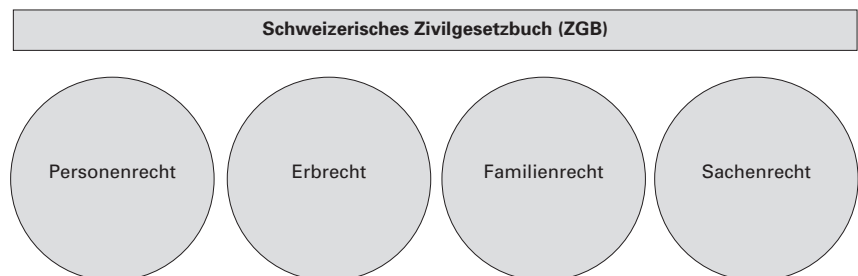 Schweizerisches Zivilgesetzbuch (ZGB)
Personenrecht
Erbrecht
Familienrecht
Sachenrecht